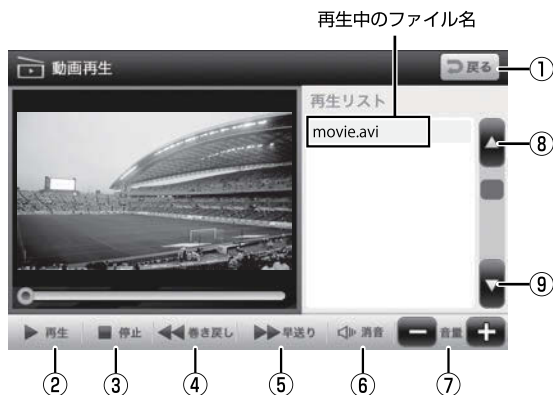 再生中のファイル名
動画再生
戻る
①
再生リスト
movie.avi
⑧
⑨
再生
停止
巻き戻し
早送り
消音
音量
②
③
④
⑤
⑥
⑦